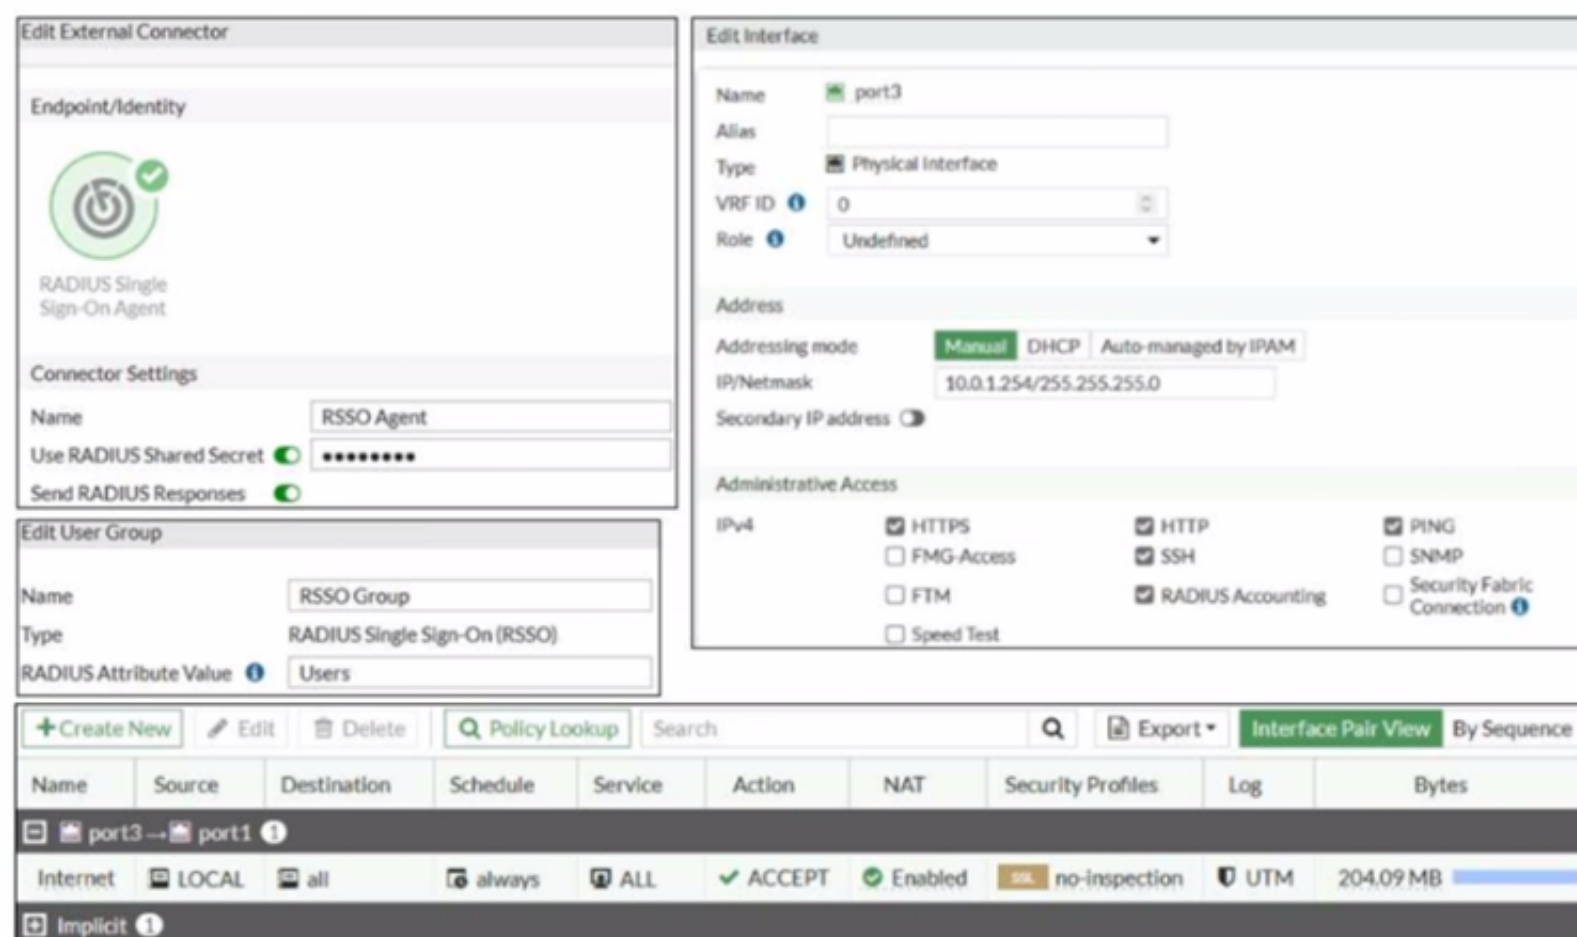 Edit External Connector
Endpoint/Identity
RADIUS Single
Sign-On Agent
Connector Settings
Name RSSO Agent
Use RADIUS Shared Secret ••••••••
Send RADIUS Responses
Edit User Group
Name RSSO Group
Type RADIUS Single Sign-On (RSSO)
RADIUS Attribute Value Users
Edit Interface
Name port3
Alias
Type Physical Interface
VRF ID 0
Role Undefined
Address
Addressing mode Manual DHCP Auto-managed by IPAM
IP/Netmask 10.0.1.254/255.255.255.0
Secondary IP address
Administrative Access
IPv4 HTTPS HTTP PING
FMG-Access SSH SNMP
FTM RADIUS Accounting Security Fabric
Connection
Speed Test
+Create New Edit Delete Policy Lookup Search Export Interface Pair View By Sequence
Name Source Destination Schedule Service Action NAT Security Profiles Log Bytes
port3→port1 1
Internet LOCAL all always ALL ACCEPT Enabled SSL no-inspection UTM 204.09 MB
Implicit 1